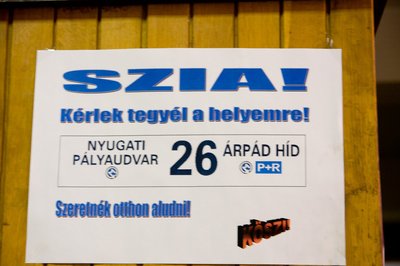 SZIA!
Kérlek tegyél a helyemre!
NYUGATI PÁLYAUDVAR
26
ÁRPÁD HÍD
P+R
Szeretnék otthon aludni!
KÖSZI!